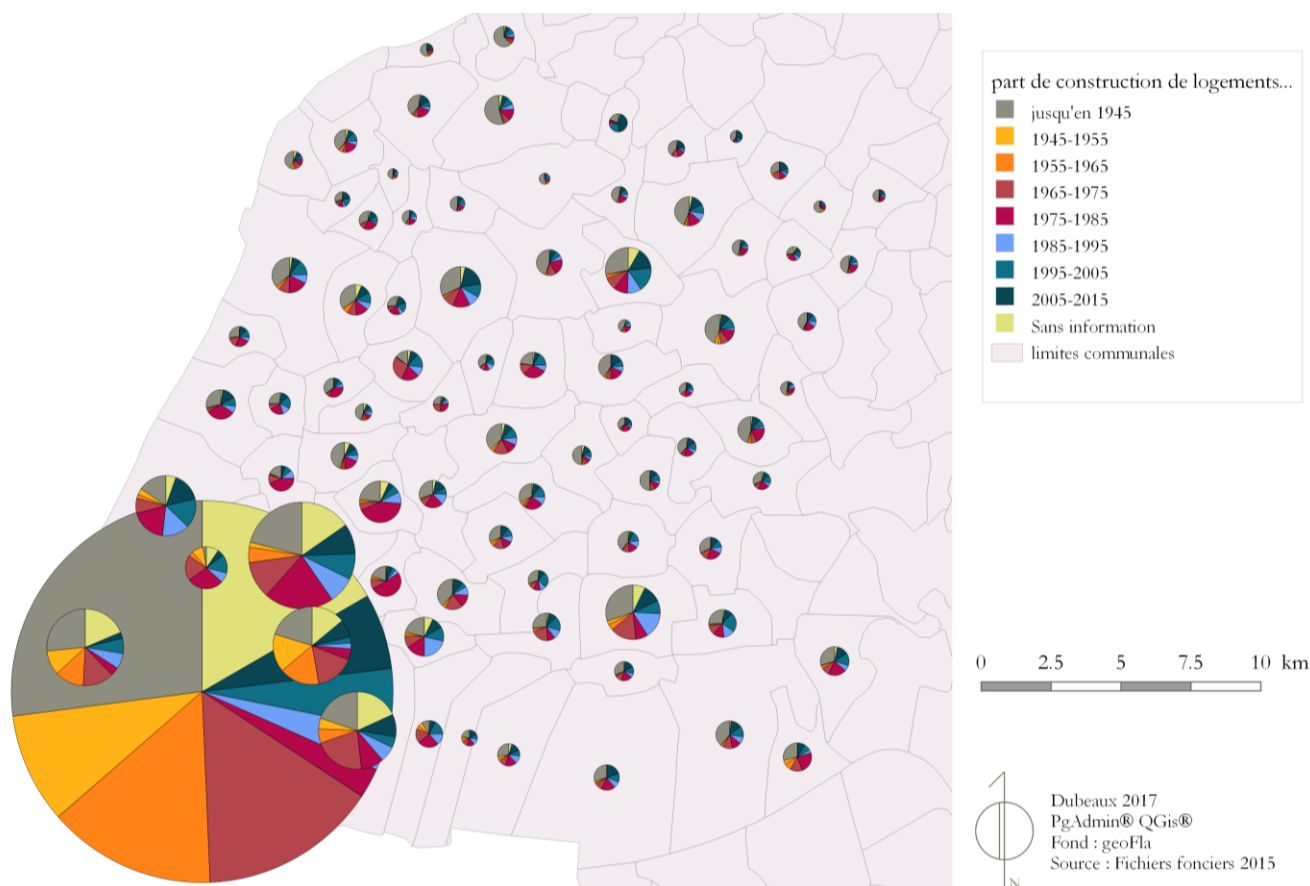 part de construction de logements...
jusqu'en 1945
1945-1955
1955-1965
1965-1975
1975-1985
1985-1995
1995-2005
2005-2015
Sans information
limites communales
0 2.5 5 7.5 10 km
Dubeaux 2017
PgAdmin® QGis®
Fond : geoFla
Source : Fichiers fonciers 2015
N